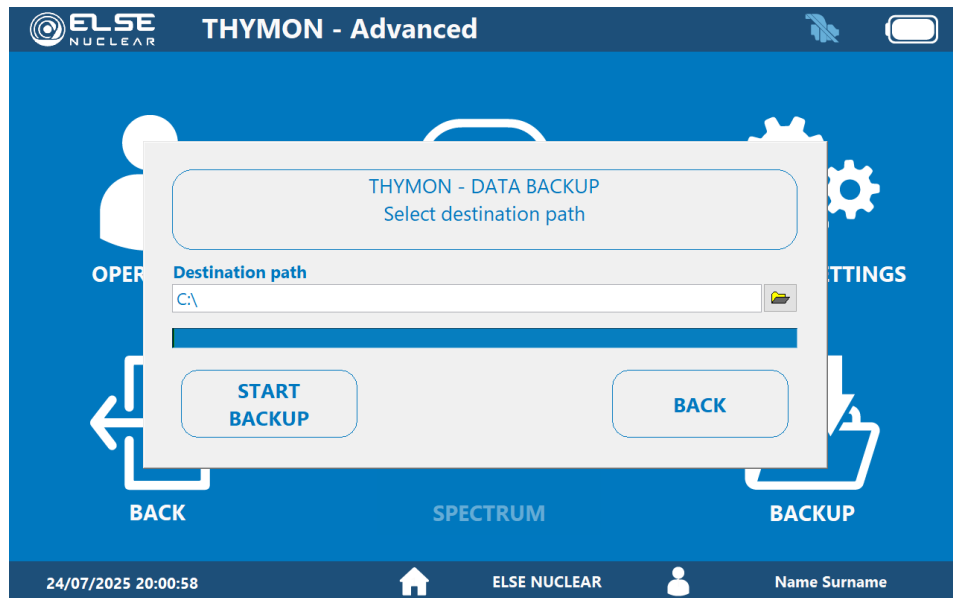 ELSE NUCLEAR
THYMON - Advanced
THYMON - DATA BACKUP
Select destination path
OPER
TTINGS
Destination path
C:\
START
BACKUP
BACK
BACK
SPECTRUM
BACKUP
24/07/2025 20:00:58
ELSE NUCLEAR
Name Surname